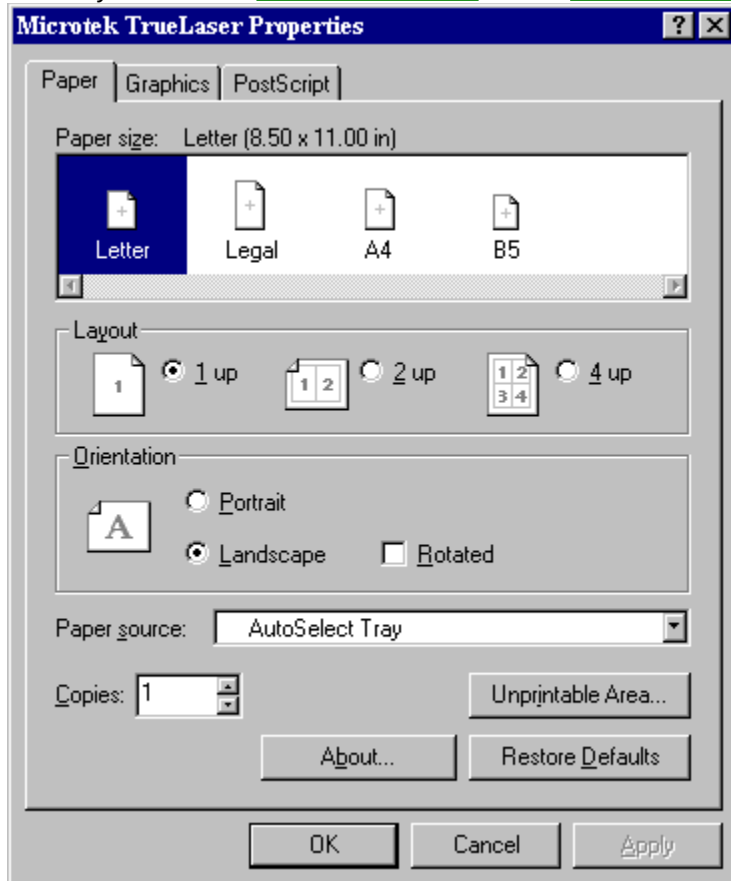 Microtek TrueLaser Properties
Paper Graphics PostScript
Paper size: Letter (8.50 x 11.00 in)
Letter Legal A4 B5
Layout
1 1 up 1 2 2 up 1 2 3 4 4 up
Orientation
A Portrait
Landscape Rotated
Paper source: AutoSelect Tray
Copies: 1 Unprintable Area...
About... Restore Defaults
OK Cancel Apply